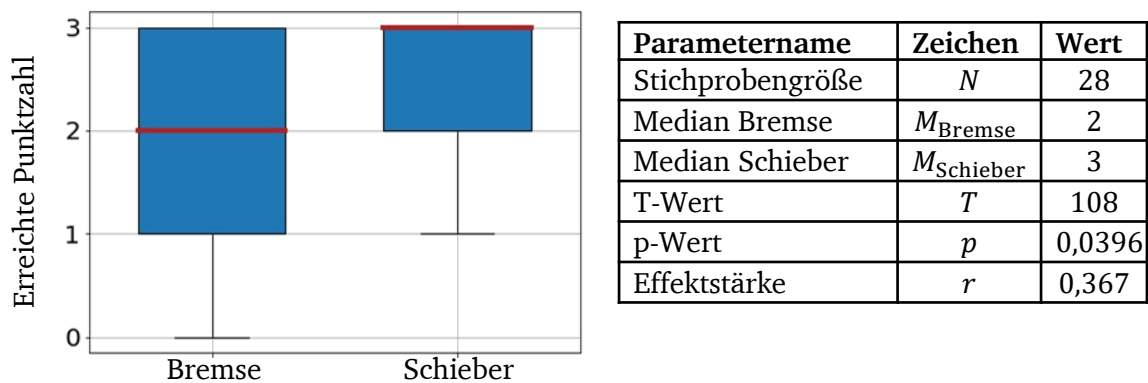 Erreichte Punktzahl
3
2
1
0
Bremse Schieber
Parametername Zeichen Wert
Stichprobengröße N 28
Median Bremse M_Bremse 2
Median Schieber M_Schieber 3
T-Wert T 108
p-Wert p 0,0396
Effektstärke r 0,367